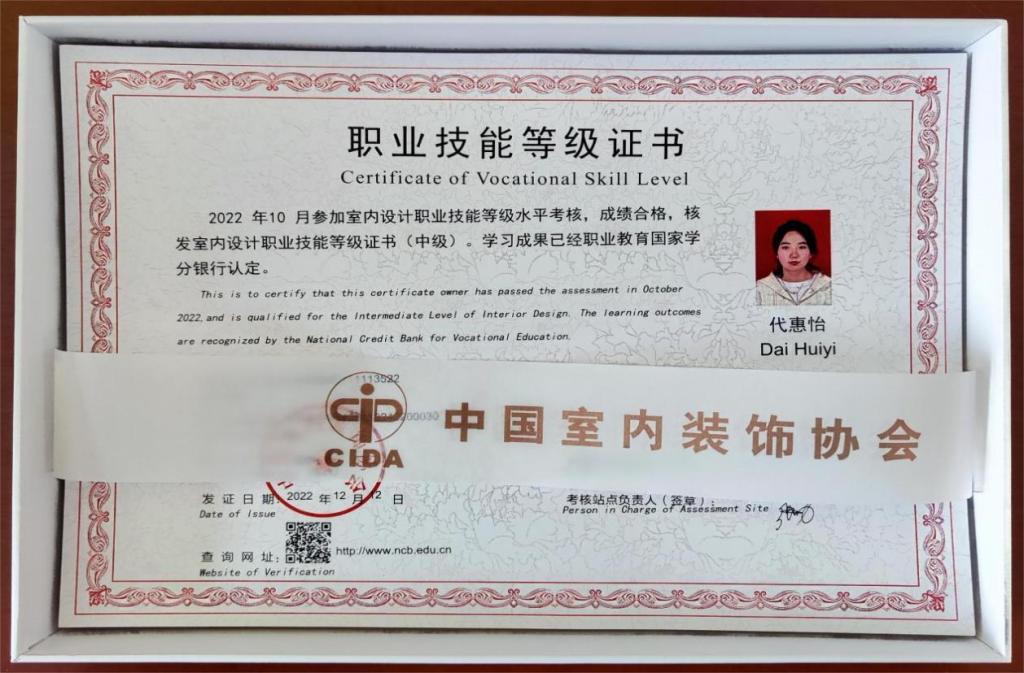 职业技能等级证书
Certificate of Vocational Skill Level
2022 年10 月参加室内设计职业技能等级水平考核，成绩合格，核
发室内设计职业技能等级证书（中级）。学习成果已经职业教育国家学
分银行认定。
This is to certify that this certificate owner has passed the assessment in October
2022, and is qualified for the Intermediate Level of Interior Design. The learning outcomes
are recognized by the National Credit Bank for Vocational Education.
代惠怡
Dai Huiyi
1113522
CIDA
中国室内装饰协会
发证日期：2022 年 12 月 12 日
Date of Issue
考核站点负责人（签章）：
Person in Charge of Assessment Site
查询网址：
http://www.ncb.edu.cn
Website of Verification